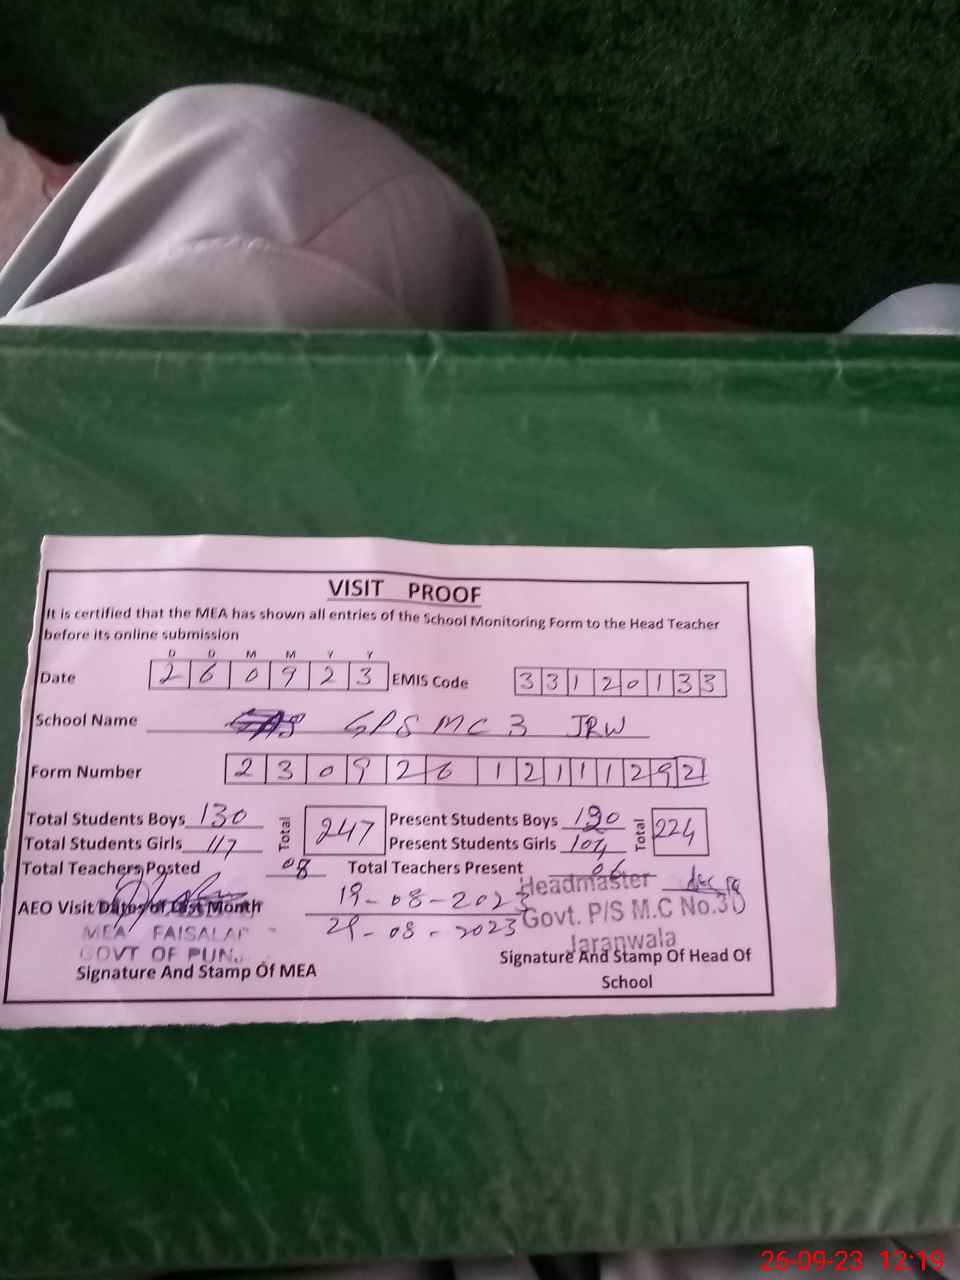 VISIT PROOF
It is certified that the MEA has shown all entries of the School Monitoring Form to the Head Teacher
before its online submission
D D M M Y Y
Date 2 6 0 9 2 3 EMIS Code 3 3 1 2 0 1 3 3
School Name GPS MC 3 JRW
Form Number 2 3 0 9 2 6 1 2 1 1 1 2 9 2
Total Students Boys 130 Total 247 Present Students Boys Total 224
Total Students Girls 117 Present Students Girls 104
Total Teachers Posted 08 Total Teachers Present 06
Headmaster
AEO Visit Dates of Last Month 19-08-2023
Govt. P/S M.C No.3
29-08-2023
MEA FAISALAB
Jaranwala
GOVT OF PUNJ
Signature And Stamp Of MEA Signature And Stamp Of Head Of
School
26-09-23 12:19